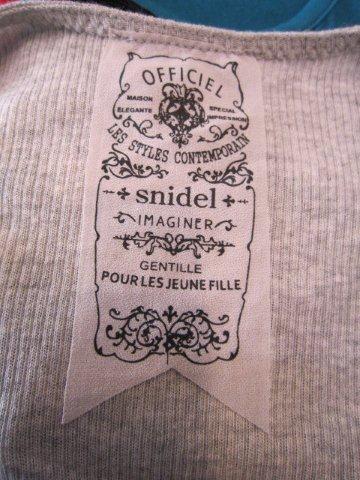 OFFICIEL
MAISON
ÉLÉGANTE
SPECIAL
IMPRESSION
LES STYLES CONTEMPORAIN
snidel
IMAGINER
GENTILLE
POUR LES JEUNE FILLE